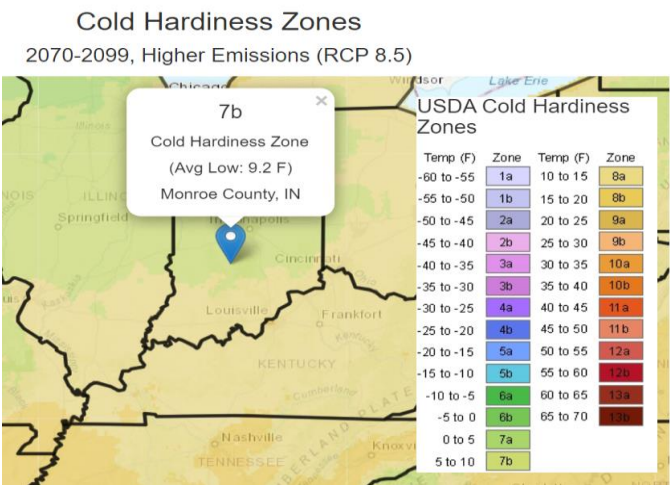 Cold Hardiness Zones
2070-2099, Higher Emissions (RCP 8.5)
Chicago
Windsor
Lake Erie
×
7b
Cold Hardiness Zone
(Avg Low: 9.2 F)
Monroe County, IN
Illinois
ILLINO
Springfield
Cincinnati
Louisville
Frankfort
Kentucky
KENTUCKY
Cumberland
Nashville
TENNESSEE
Knoxvi
USDA Cold Hardiness
Zones
Temp (F) Zone Temp (F) Zone
-60 to -55 1a 10 to 15 8a
-55 to -50 1b 15 to 20 8b
-50 to -45 2a 20 to 25 9a
-45 to -40 2b 25 to 30 9b
-40 to -35 3a 30 to 35 10a
-35 to -30 3b 35 to 40 10b
-30 to -25 4a 40 to 45 11a
-25 to -20 4b 45 to 50 11b
-20 to -15 5a 50 to 55 12a
-15 to -10 5b 55 to 60 12b
-10 to -5 6a 60 to 65 13a
-5 to 0 6b 65 to 70 13b
0 to 5 7a
5 to 10 7b